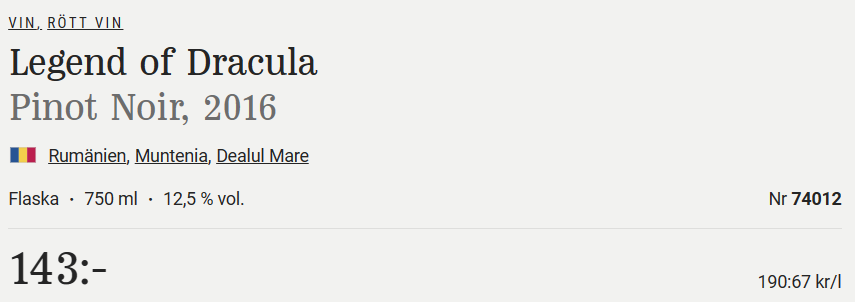 VIN, RÖTT VIN
Legend of Dracula
Pinot Noir, 2016
Rumänien, Muntenia, Dealul Mare
Flaska · 750 ml · 12,5 % vol. Nr 74012
143:- 190:67 kr/l